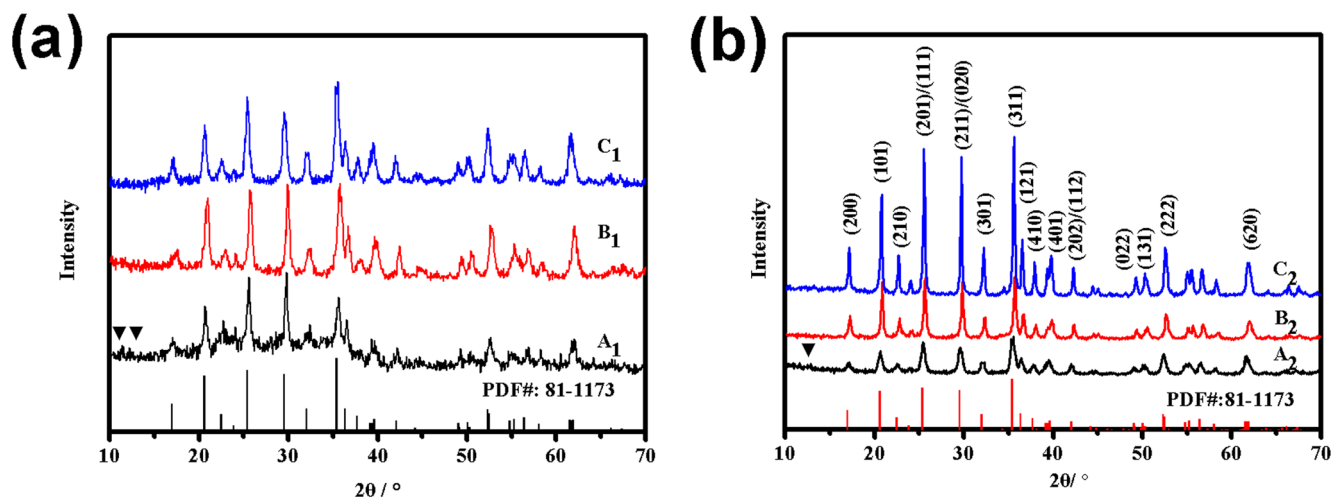 (a)
Intensity
C1
B1
A1
▼▼
PDF#: 81-1173
10 20 30 40 50 60 70
2θ / °
(b)
Intensity
(200)
(101)
(210)
(201)/(111)
(211)/(020)
(301)
(311)
(121)
(410)
(401)
(202)/(112)
(022)
(131)
(222)
(620)
C2
B2
A2
▼
PDF#:81-1173
10 20 30 40 50 60 70
2θ/ °